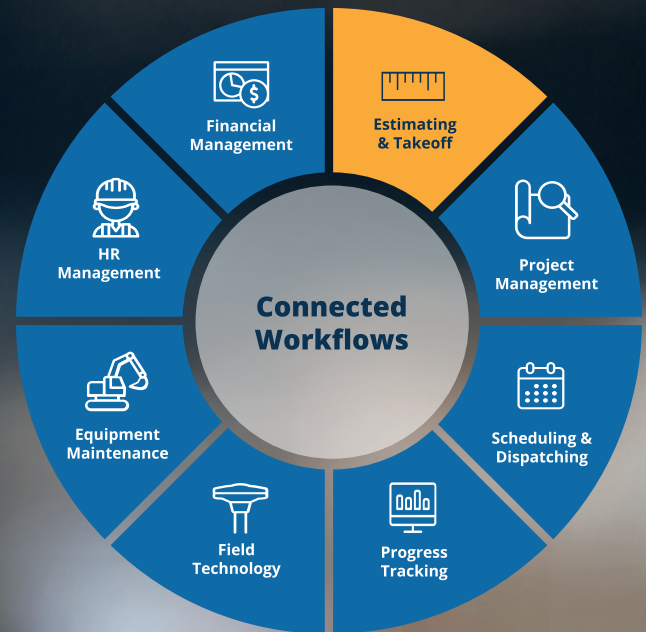 Financial
Management
Estimating
& Takeoff
HR
Management
Project
Management
Connected
Workflows
Equipment
Maintenance
Scheduling &
Dispatching
Field
Technology
Progress
Tracking